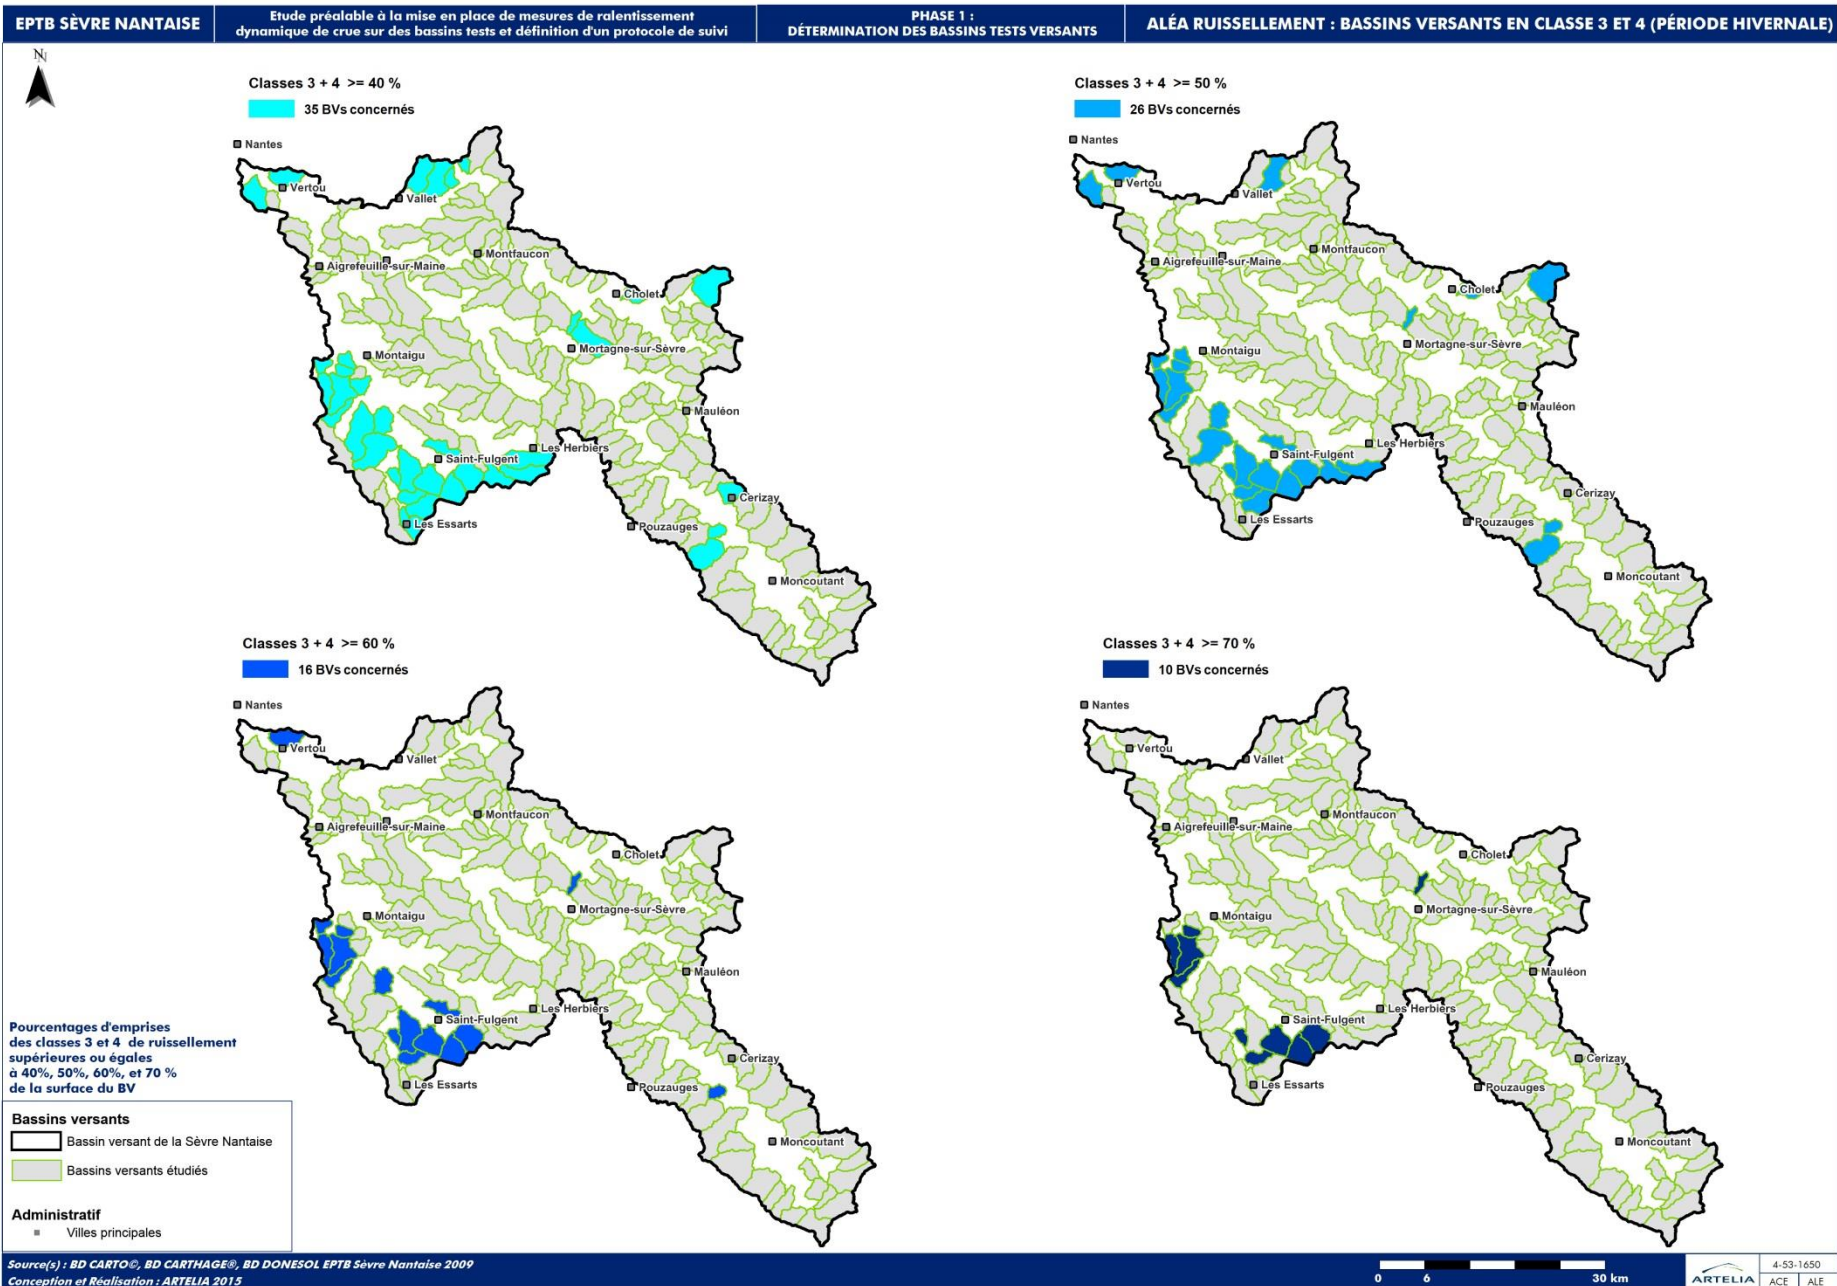 EPTB SÈVRE NANTAISE
Etude préalable à la mise en place de mesures de ralentissement
dynamique de crue sur des bassins tests et définition d'un protocole de suivi
PHASE 1 :
DÉTERMINATION DES BASSINS TESTS VERSANTS
ALÉA RUISSELLEMENT : BASSINS VERSANTS EN CLASSE 3 ET 4 (PÉRIODE HIVERNALE)
N
Classes 3 + 4 >= 40 %
35 BVs concernés
Nantes
Vertou
Vallet
Montfaucon
Aigrefeuille-sur-Maine
Cholet
Mortagne-sur-Sèvre
Montaigu
Mauléon
Les Herbiers
Saint-Fulgent
Cerizay
Les Essarts
Pouzauges
Moncoutant
Classes 3 + 4 >= 50 %
26 BVs concernés
Nantes
Vertou
Vallet
Montfaucon
Aigrefeuille-sur-Maine
Cholet
Mortagne-sur-Sèvre
Montaigu
Mauléon
Les Herbiers
Saint-Fulgent
Cerizay
Les Essarts
Pouzauges
Moncoutant
Classes 3 + 4 >= 60 %
16 BVs concernés
Nantes
Vertou
Vallet
Montfaucon
Aigrefeuille-sur-Maine
Cholet
Mortagne-sur-Sèvre
Montaigu
Mauléon
Les Herbiers
Saint-Fulgent
Cerizay
Les Essarts
Pouzauges
Moncoutant
Classes 3 + 4 >= 70 %
10 BVs concernés
Nantes
Vertou
Vallet
Montfaucon
Aigrefeuille-sur-Maine
Cholet
Mortagne-sur-Sèvre
Montaigu
Mauléon
Les Herbiers
Saint-Fulgent
Cerizay
Les Essarts
Pouzauges
Moncoutant
Pourcentages d'emprises
des classes 3 et 4 de ruissellement
supérieures ou égales
à 40%, 50%, 60%, et 70 %
de la surface du BV
Bassins versants
Bassin versant de la Sèvre Nantaise
Bassins versants étudiés
Administratif
Villes principales
Source(s) : BD CARTO©, BD CARTHAGE®, BD DONESOL EPTB Sèvre Nantaise 2009
Conception et Réalisation : ARTELIA 2015
0 6 30 km
ARTELIA
4-53-1650
ACE ALE